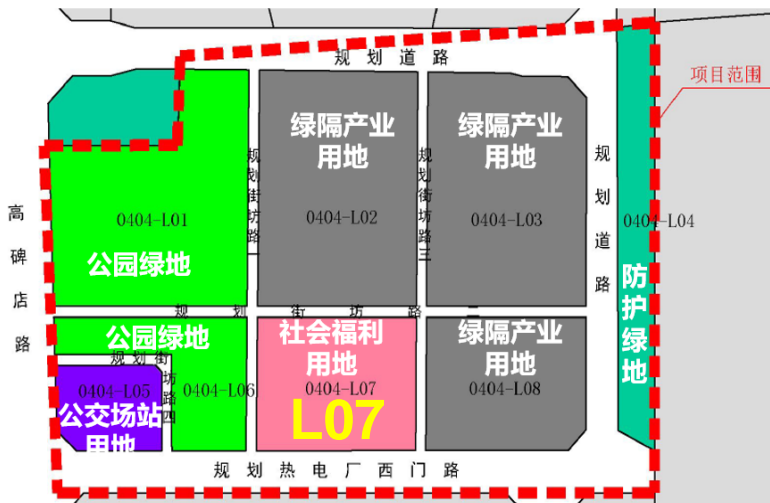 规划道路
项目范围
绿隔产业
用地
绿隔产业
用地
规划街坊路一
规划街坊路三
规划道路
高碑店路
0404-L01
0404-L02
0404-L03
0404-L04
公园绿地
防护绿地
规划街坊路二
公园绿地
社会福利
用地
绿隔产业
用地
规划街坊路四
0404-L05
0404-L06
0404-L07
0404-L08
公交场站
用地
L07
规划热电厂西门路